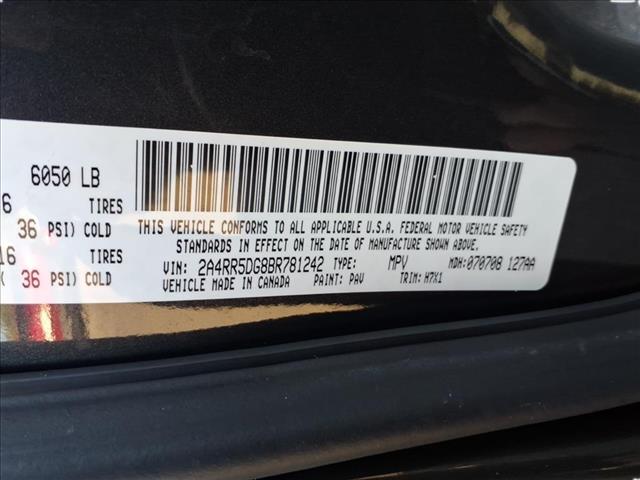 6050 LB
16 TIRES
36 PSI) COLD
16 TIRES
( 36 PSI) COLD
THIS VEHICLE CONFORMS TO ALL APPLICABLE U.S.A. FEDERAL MOTOR VEHICLE SAFETY
STANDARDS IN EFFECT ON THE DATE OF MANUFACTURE SHOWN ABOVE.
VIN: 2A4RR5DG8BR781242 TYPE: MPV MDH:070708 127AA
VEHICLE MADE IN CANADA PAINT: PAV TRIM: H7X1